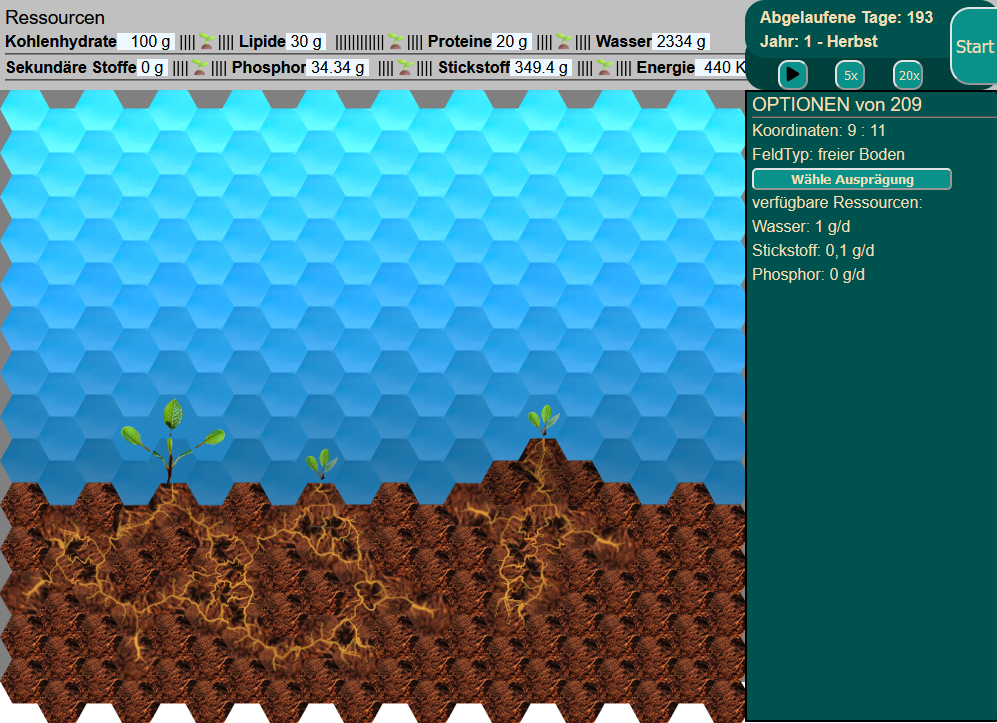 Ressourcen
Kohlenhydrate 100 g |||| |||| Lipide 30 g |||||||||||| |||| Proteine 20 g |||| |||| Wasser 2334 g
Sekundäre Stoffe 0 g |||| |||| Phosphor 34.34 g |||| |||| Stickstoff 349.4 g |||| |||| Energie 440 K
Abgelaufene Tage: 193
Jahr: 1 - Herbst
5x
20x
Start
OPTIONEN von 209
Koordinaten: 9 : 11
FeldTyp: freier Boden
Wähle Ausprägung
verfügbare Ressourcen:
Wasser: 1 g/d
Stickstoff: 0,1 g/d
Phosphor: 0 g/d